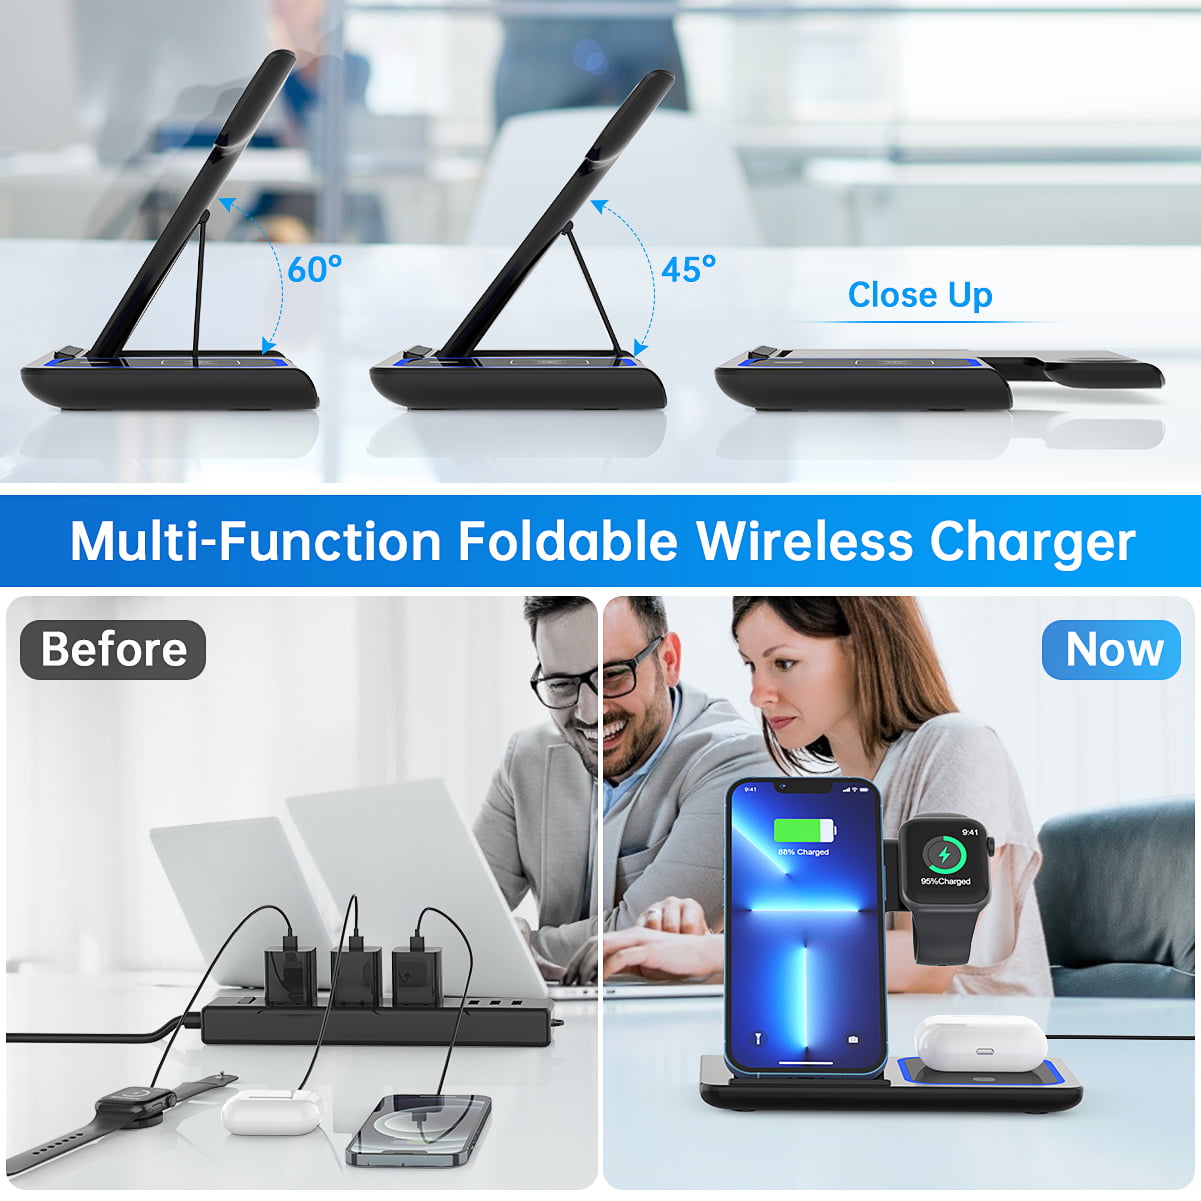 60°
45°
Close Up
Multi-Function Foldable Wireless Charger
Before
Now
9:41
88% Charged
9:41
95%Charged